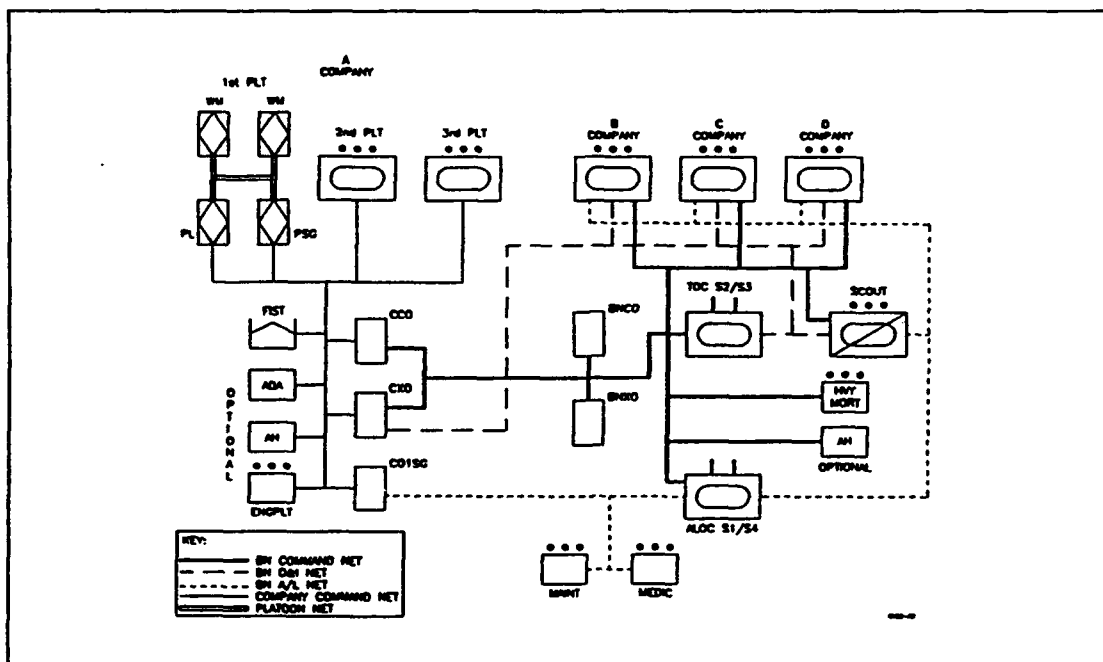 A
COMPANY
1st PLT
WM WM
2nd PLT
3rd PLT
B
COMPANY
C
COMPANY
D
COMPANY
PL
PSG
FIST
CCO
BNCO
TOC S2/S3
SCOUT
ADA
CXO
BNXO
HVY
MORT
OPTIONAL
AH
AH
OPTIONAL
CO1SG
ENGPLT
ALOC S1/S4
MAINT
MEDIC
KEY:
BN COMMAND NET
BN O&I NET
BN A/L NET
COMPANY COMMAND NET
PLATOON NET